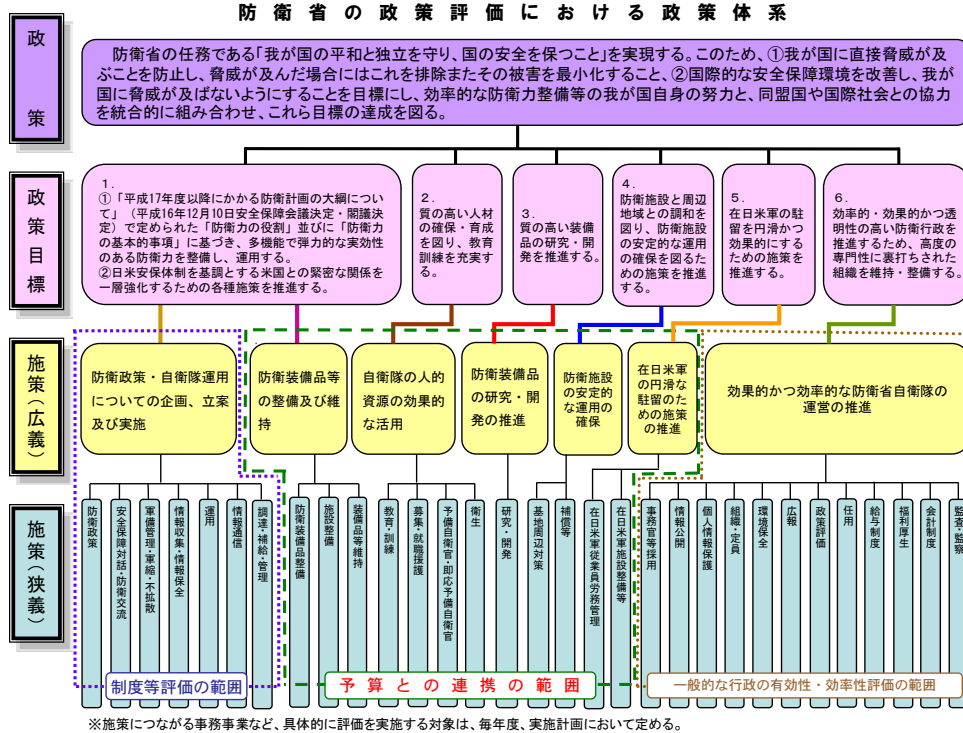 防衛省の政策評価における政策体系
政策
防衛省の任務である「我が国の平和と独立を守り、国の安全を保つこと」を実現する。このため、①我が国に直接脅威が及
ぶことを防止し、脅威が及んだ場合にはこれを排除またその被害を最小化すること、②国際的な安全保障環境を改善し、我が
国に脅威が及ばないようにすることを目標にし、効率的な防衛力整備等の我が国自身の努力と、同盟国や国際社会との協力
を統合的に組み合わせ、これら目標の達成を図る。
政策目標
1.
①「平成17年度以降にかかる防衛計画の大綱につい
て」（平成16年12月10日安全保障会議決定・閣議決
定）で定められた「防衛力の役割」並びに「防衛力
の基本的事項」に基づき、多機能で弾力的な実効性
のある防衛力を整備し、運用する。
②日米安保体制を基調とする米国との緊密な関係を
一層強化するための各種施策を推進する。
2.
質の高い人材
の確保・育成
を図り、教育
訓練を充実す
る。
3.
質の高い装備
品の研究・開
発を推進する。
4.
防衛施設と周辺
地域との調和を
図り、防衛施設
の安定的な運用
の確保を図るた
めの施策を推進
する。
5.
在日米軍の駐
留を円滑かつ
効果的にする
ための施策を
推進する。
6.
効率的・効果的かつ透
明性の高い防衛行政を
推進するため、高度の
専門性に裏打ちされた
組織を維持・整備する。
施策（広義）
防衛政策・自衛隊運用
についての企画、立案
及び実施
防衛装備品等
の整備及び維
持
自衛隊の人的
資源の効果的
な活用
防衛装備品
の研究・開
発の推進
防衛施設
の安定的
な運用の
確保
在日米軍
の円滑な
駐留のた
めの施策
の推進
効果的かつ効率的な防衛省自衛隊の
運営の推進
施策（狭義）
防衛政策
安全保障対話・防衛交流
軍備管理・軍縮・不拡散
情報収集・情報保全
運用
情報通信
調達・補給・管理
防衛装備品整備
施設整備
装備品等維持
教育・訓練
募集・就職援護
予備自衛官・即応予備自衛官
衛生
研究・開発
基地周辺対策
補償等
在日米軍従業員労務管理
在日米軍施設整備等
事務官等採用
情報公開
個人情報保護
組織・定員
環境保全
広報
政策評価
任用
給与制度
福利厚生
会計制度
監査・監察
制度等評価の範囲
予算との連携の範囲
一般的な行政の有効性・効率性評価の範囲
※施策につながる事務事業など、具体的に評価を実施する対象は、毎年度、実施計画において定める。